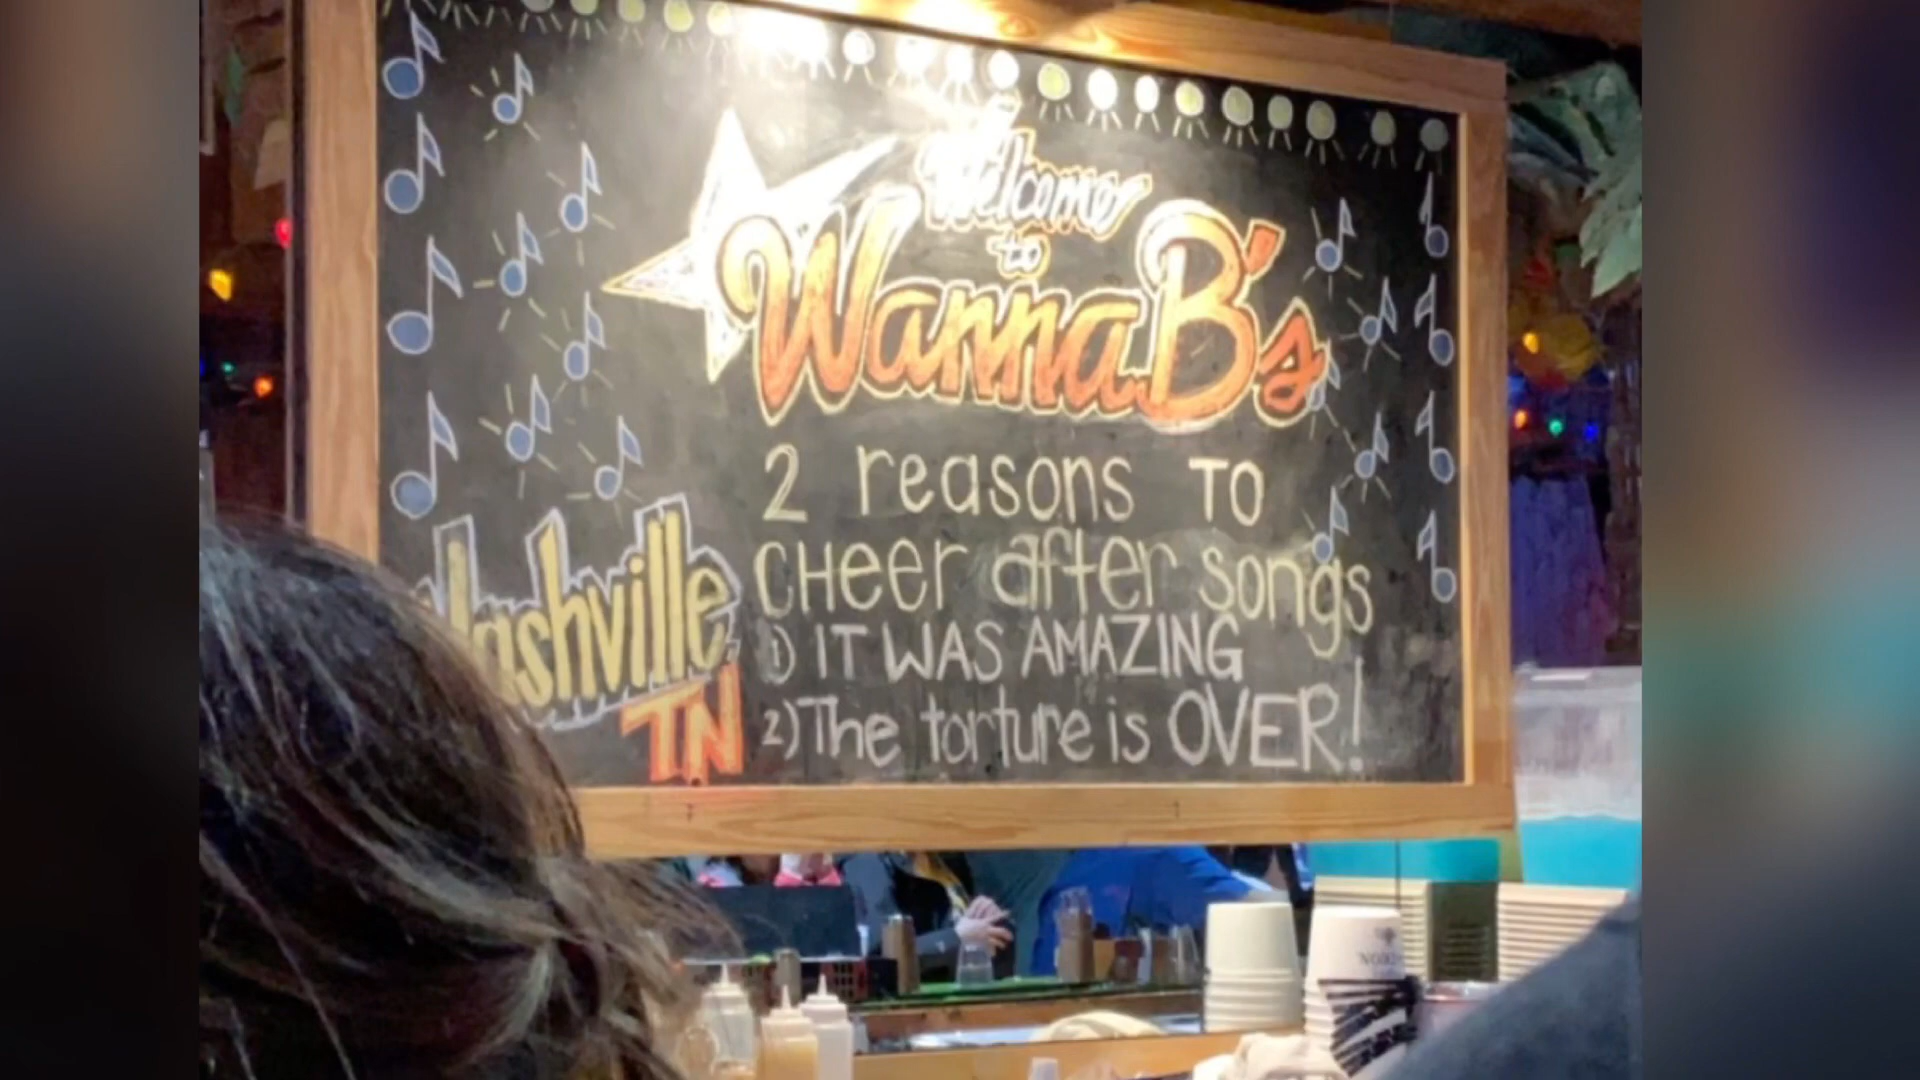 Welcome
to
WannaB's
2 reasons TO
CHeer after songs
1) IT WAS AMAZING
2) The torture is OVER!
Nashville,
TN